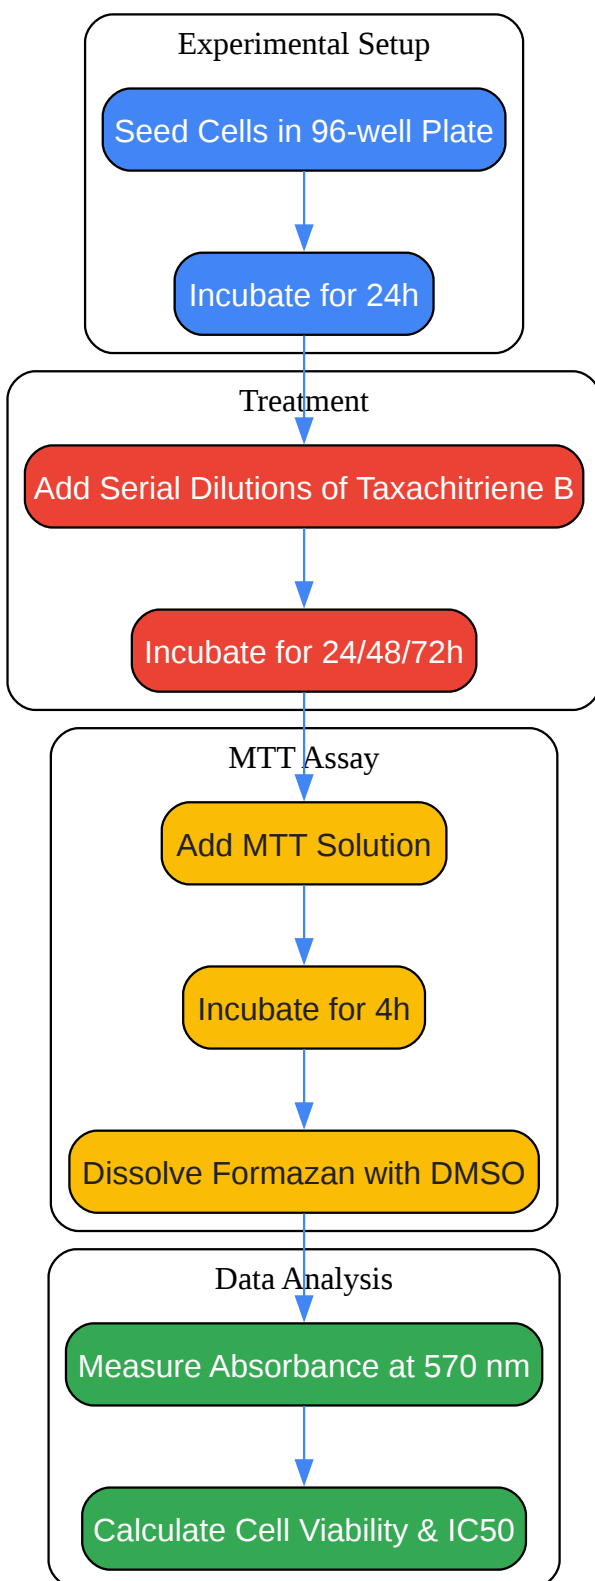 Experimental Setup
Seed Cells in 96-well Plate
Incubate for 24h
Treatment
Add Serial Dilutions of Taxachitriene B
Incubate for 24/48/72h
MTT Assay
Add MTT Solution
Incubate for 4h
Dissolve Formazan with DMSO
Data Analysis
Measure Absorbance at 570 nm
Calculate Cell Viability & IC50